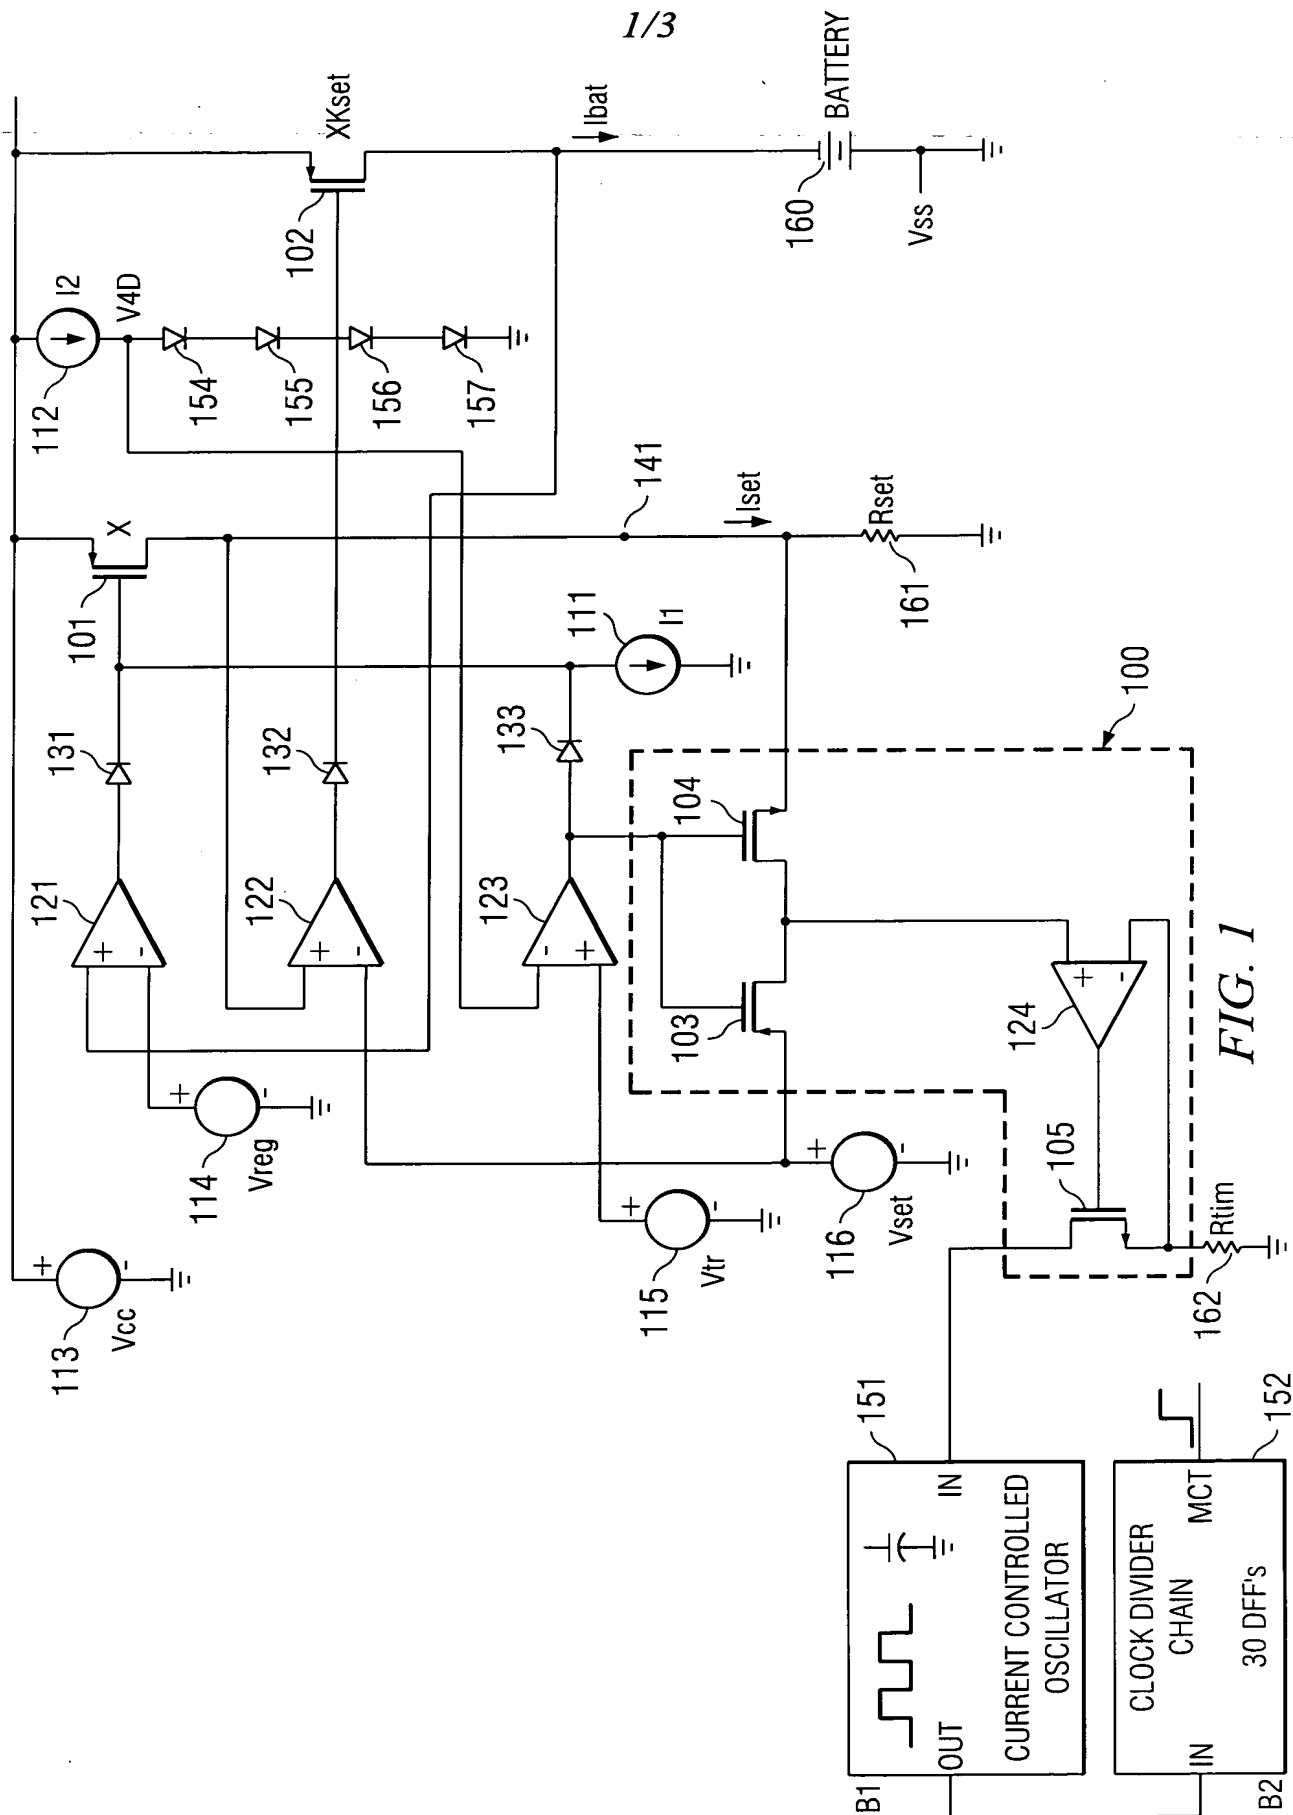 1/3
XKset
102
Ibat
BATTERY
160
Vss
I2
V4D
112
154
155
156
157
X
101
141
Iset
Rset
161
111
I1
131
132
133
100
121
+
-
122
+
-
123
-
+
104
103
124
+
-
105
Rtim
162
+
-
114
Vreg
+
-
113
Vcc
+
-
115
Vtr
+
-
116
Vset
151
IN
CURRENT CONTROLLED
OSCILLATOR
OUT
B1
152
MCT
CLOCK DIVIDER
CHAIN
30 DFF's
IN
B2
FIG. 1